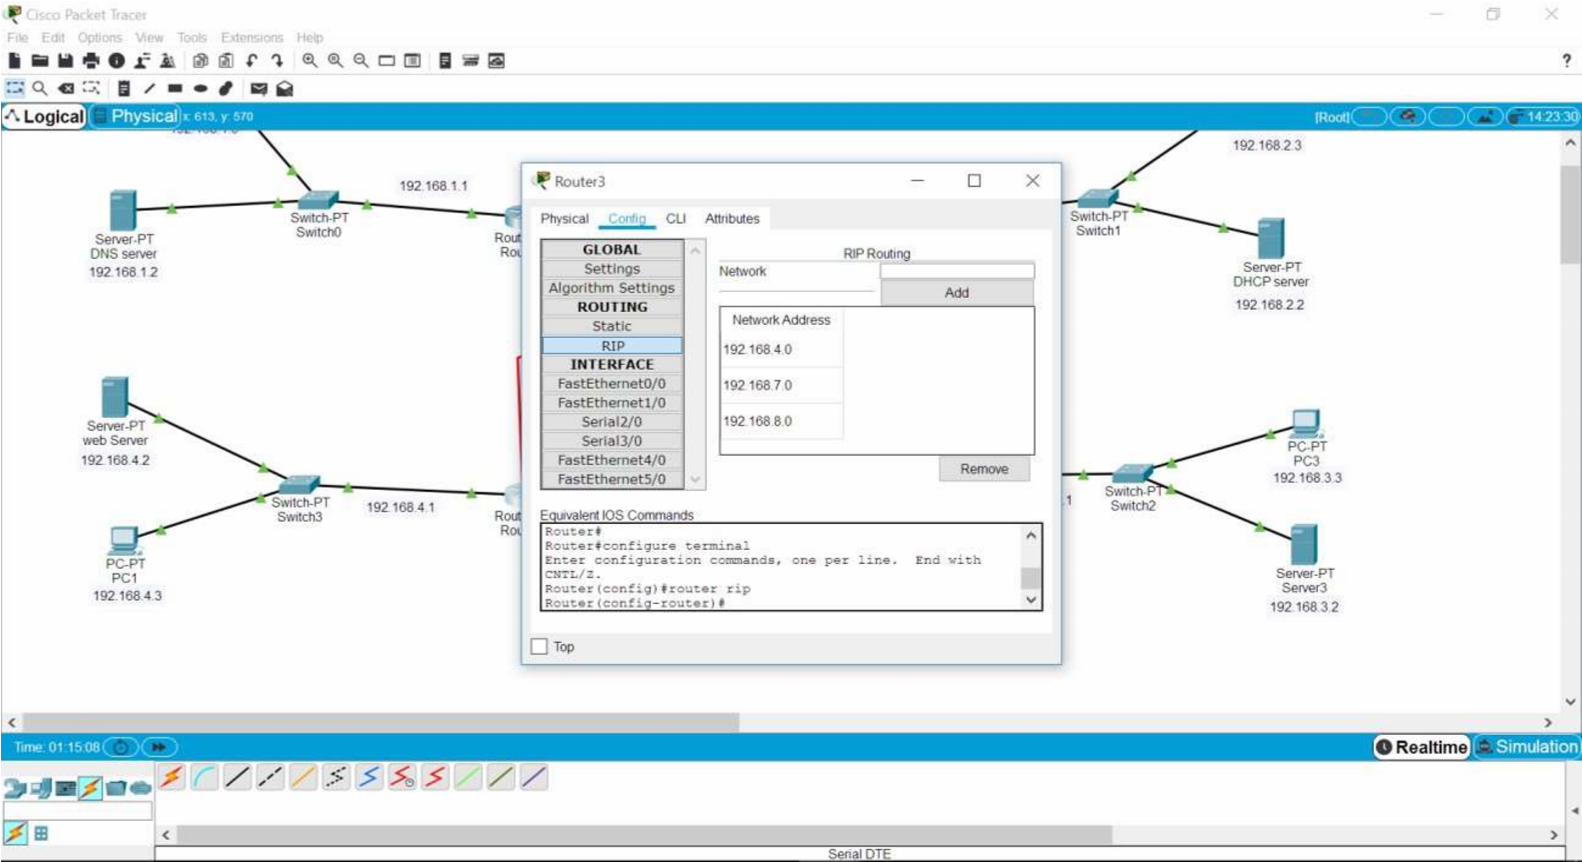 Cisco Packet Tracer
File Edit Options View Tools Extensions Help
?
Logical Physical x: 613, y: 570 [Root] 14:23:30
192.168.1.1
Switch-PT
Switch0
Server-PT
DNS server
192.168.1.2
Rout
Rou
Server-PT
web Server
192.168.4.2
Switch-PT
Switch3
192.168.4.1
Rout
Rou
PC-PT
PC1
192.168.4.3
Router3
Physical Config CLI Attributes
GLOBAL
Settings
Algorithm Settings
ROUTING
Static
RIP
INTERFACE
FastEthernet0/0
FastEthernet1/0
Serial2/0
Serial3/0
FastEthernet4/0
FastEthernet5/0
RIP Routing
Network
Add
Network Address
192.168.4.0
192.168.7.0
192.168.8.0
Remove
Equivalent IOS Commands
Router#
Router#configure terminal
Enter configuration commands, one per line. End with
CNTL/Z.
Router(config)#router rip
Router(config-router)#
Top
192.168.2.3
Switch-PT
Switch1
Server-PT
DHCP server
192.168.2.2
PC-PT
PC3
192.168.3.3
.1
Switch-PT
Switch2
Server-PT
Server3
192.168.3.2
Time: 01:15:08
Realtime Simulation
Serial DTE